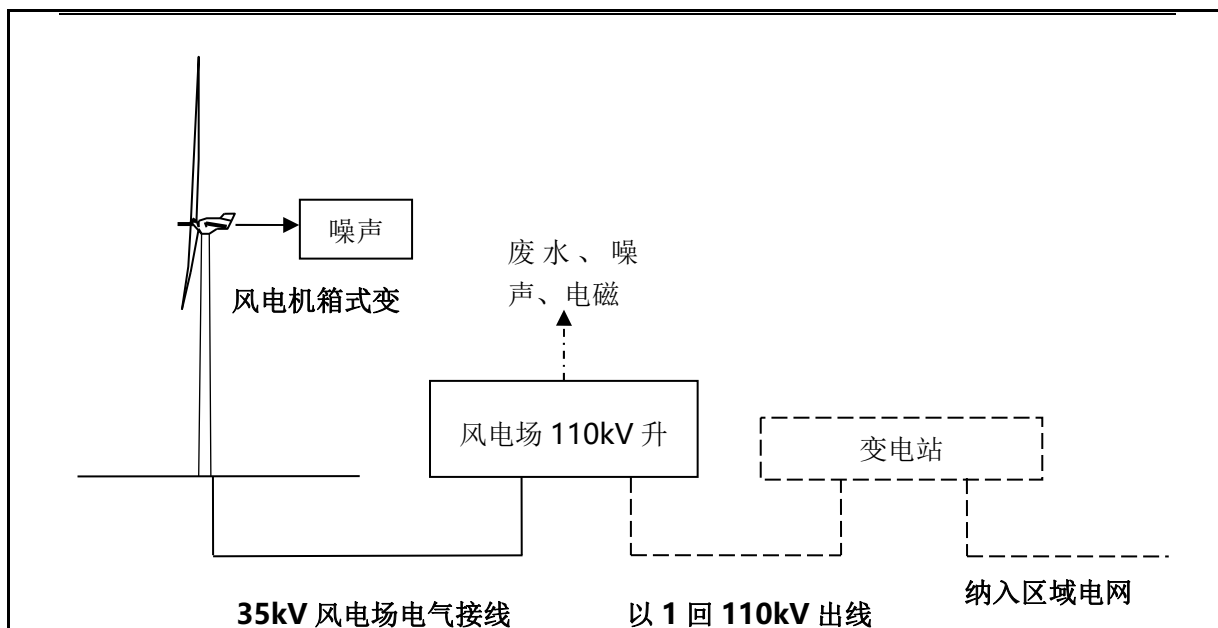 噪声
风电机箱式变
废水、噪
声、电磁
风电场 110kV 升
变电站
纳入区域电网
35kV 风电场电气接线
以 1 回 110kV 出线